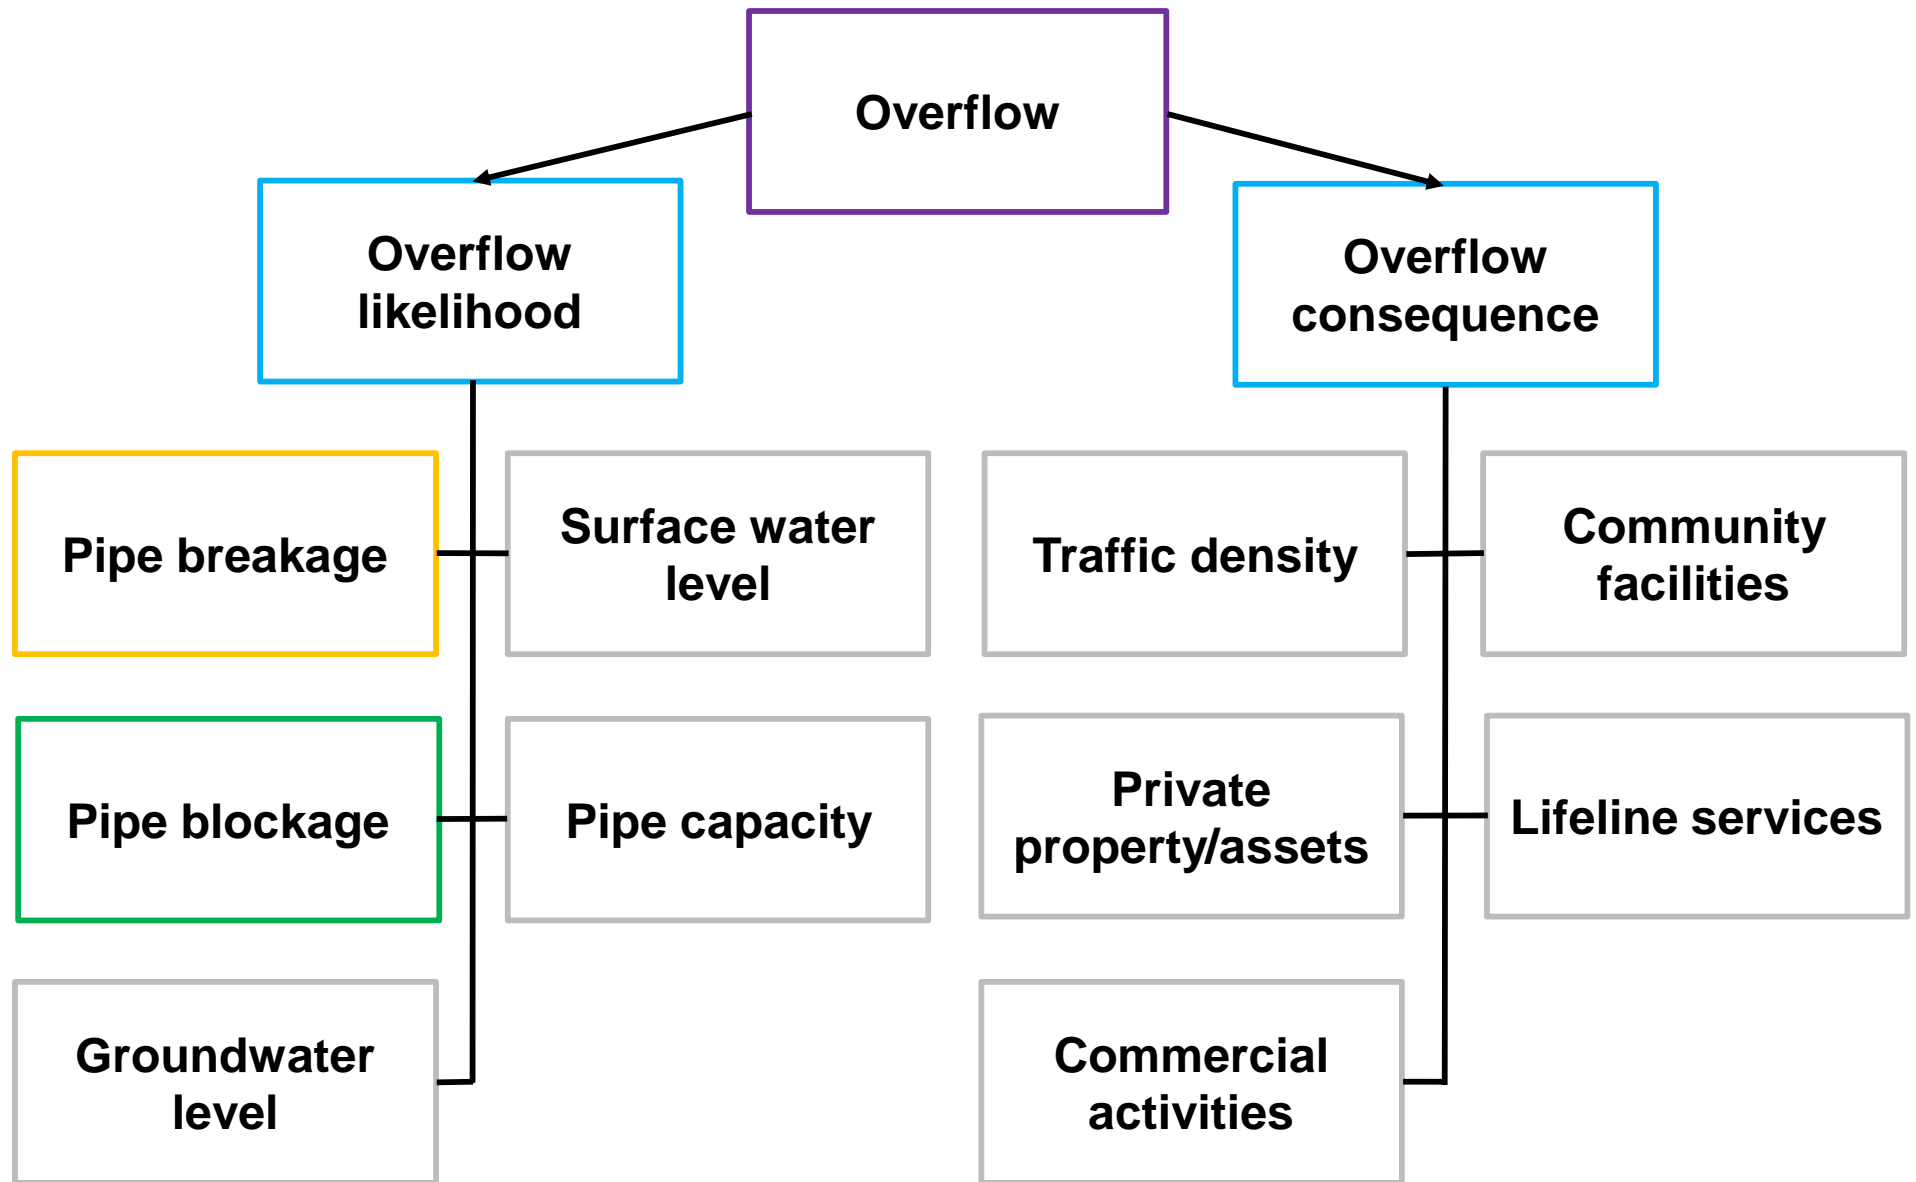 Overflow
Overflow
likelihood
Overflow
consequence
Pipe breakage
Surface water
level
Traffic density
Community
facilities
Pipe blockage
Pipe capacity
Private
property/assets
Lifeline services
Groundwater
level
Commercial
activities